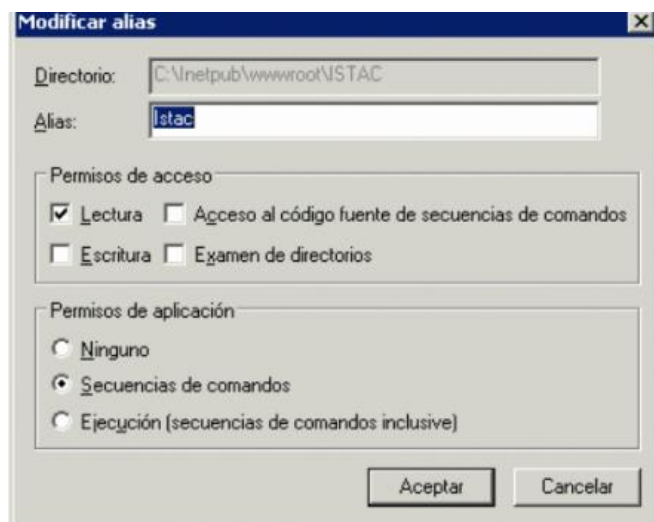 Modificar alias
Directorio: C:\Inetpub\wwwroot\ISTAC
Alias: Istac
Permisos de acceso
Lectura Acceso al código fuente de secuencias de comandos
Escritura Examen de directorios
Permisos de aplicación
Ninguno
Secuencias de comandos
Ejecución (secuencias de comandos inclusive)
Aceptar Cancelar